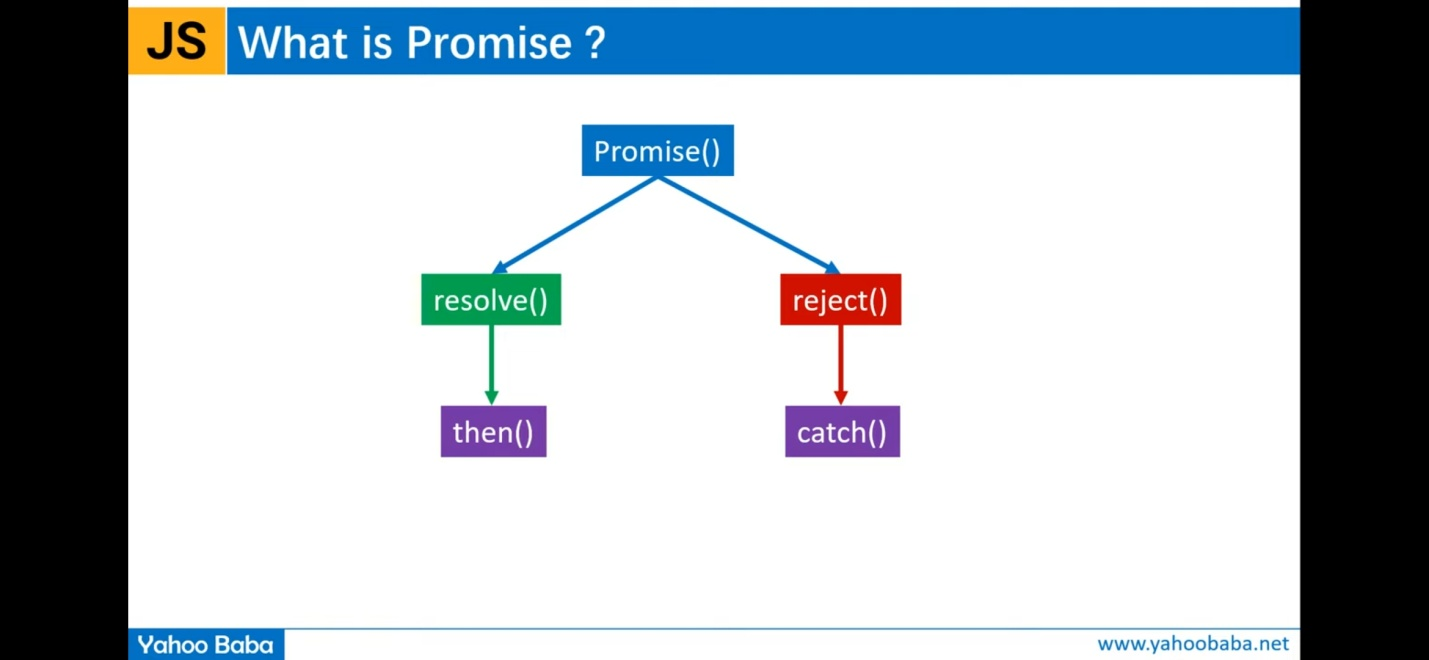 JS What is Promise ?
Promise()
resolve() reject()
then() catch()
Yahoo Baba www.yahoobaba.net